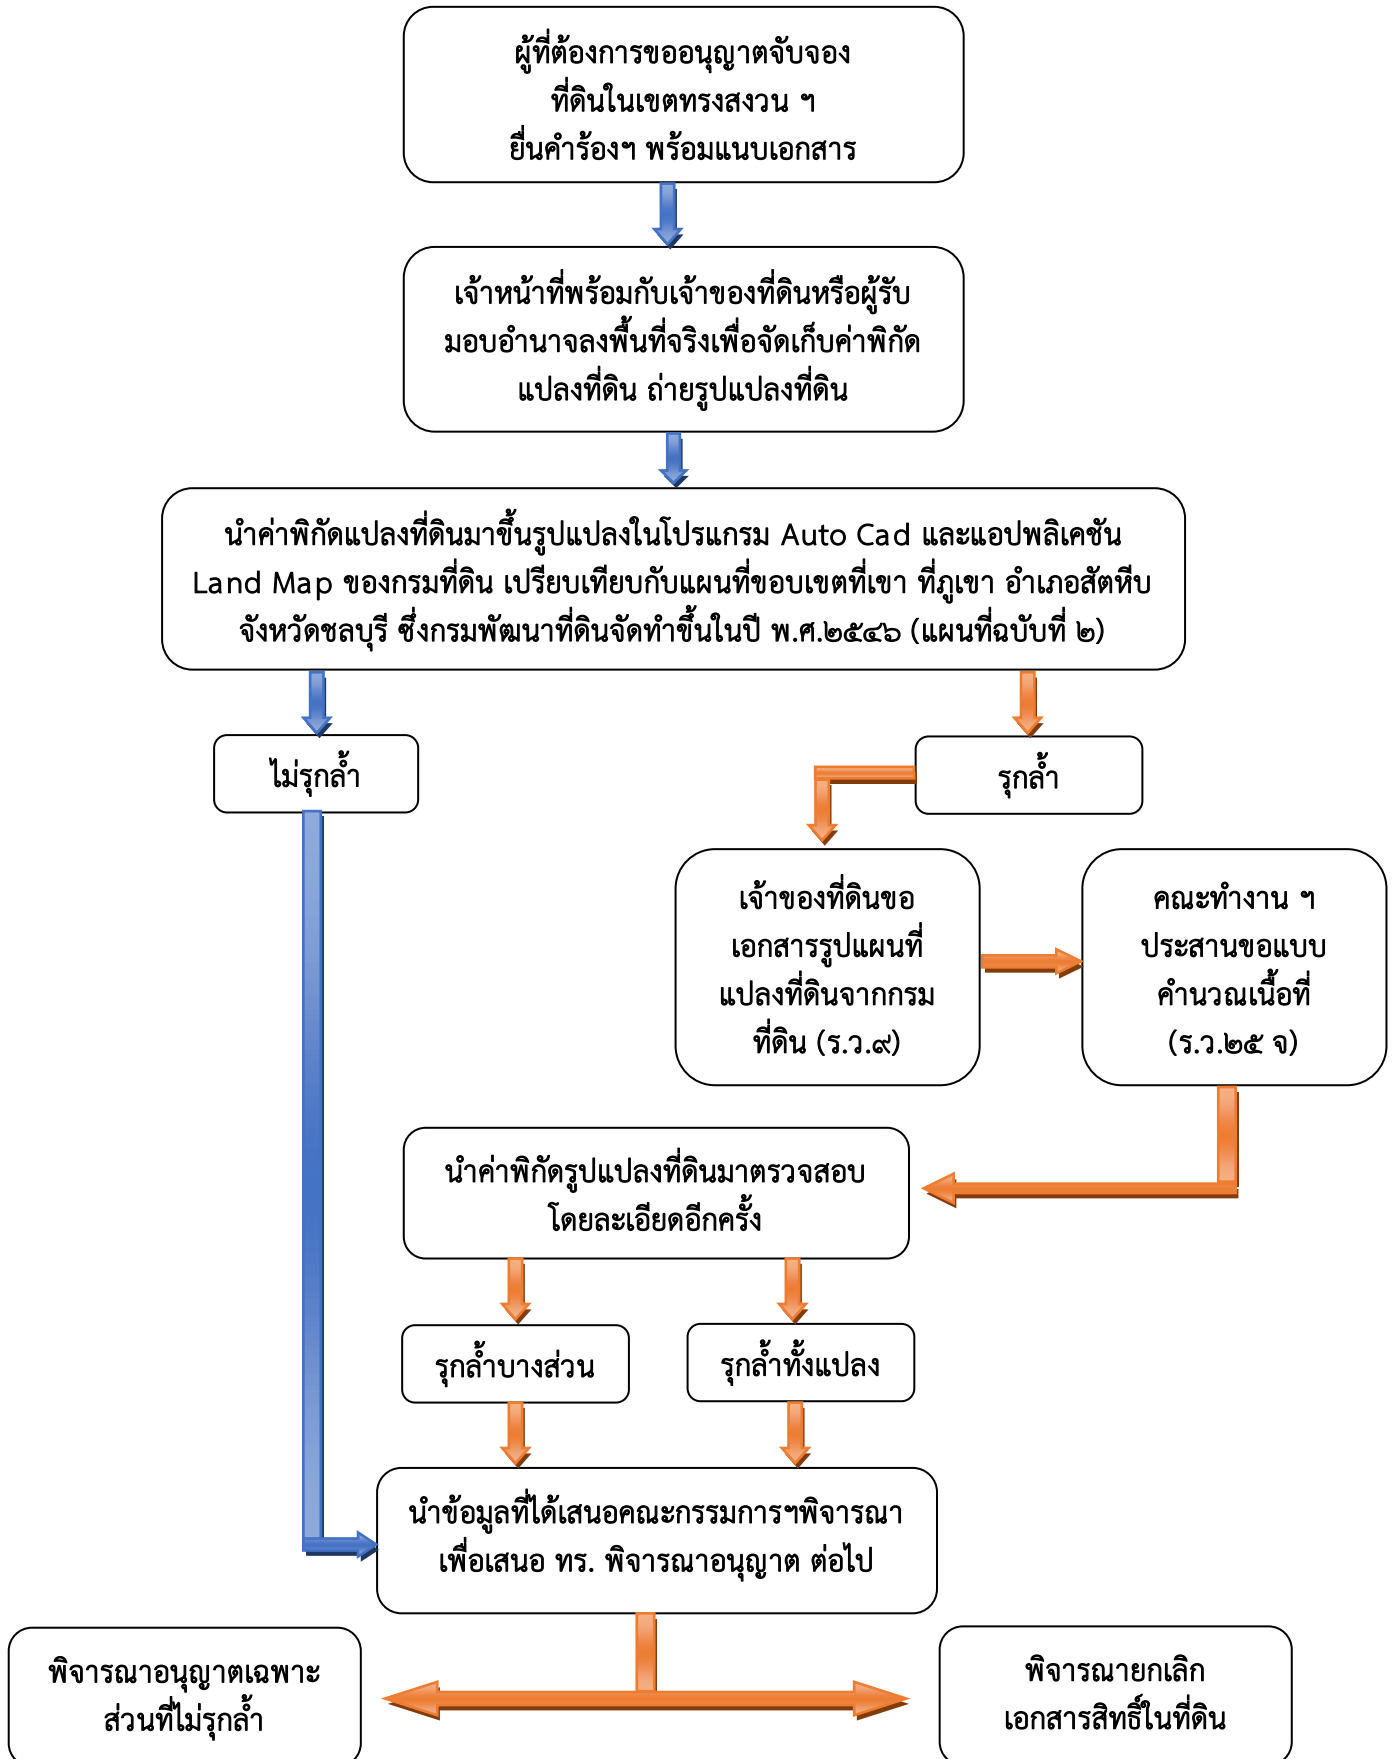 ผู้ที่ต้องการขออนุญาตจับจอง
ที่ดินในเขตทรงสงวน ฯ
ยื่นคำร้องฯ พร้อมแนบเอกสาร
เจ้าหน้าที่พร้อมกับเจ้าของที่ดินหรือผู้รับ
มอบอำนาจลงพื้นที่จริงเพื่อจัดเก็บค่าพิกัด
แปลงที่ดิน ถ่ายรูปแปลงที่ดิน
นำค่าพิกัดแปลงที่ดินมาขึ้นรูปแปลงในโปรแกรม Auto Cad และแอปพลิเคชัน
Land Map ของกรมที่ดิน เปรียบเทียบกับแผนที่ขอบเขตที่เขา ที่ภูเขา อำเภอสัตหีบ
จังหวัดชลบุรี ซึ่งกรมพัฒนาที่ดินจัดทำขึ้นในปี พ.ศ.๒๕๔๖ (แผนที่ฉบับที่ ๒)
ไม่รุกล้ำ
รุกล้ำ
เจ้าของที่ดินขอ
เอกสารรูปแผนที่
แปลงที่ดินจากกรม
ที่ดิน (ร.ว.๙)
คณะทำงาน ฯ
ประสานขอแบบ
คำนวณเนื้อที่
(ร.ว.๒๕ จ)
นำค่าพิกัดรูปแปลงที่ดินมาตรวจสอบ
โดยละเอียดอีกครั้ง
รุกล้ำบางส่วน
รุกล้ำทั้งแปลง
นำข้อมูลที่ได้เสนอคณะกรรมการฯพิจารณา
เพื่อเสนอ ทร. พิจารณาอนุญาต ต่อไป
พิจารณาอนุญาตเฉพาะ
ส่วนที่ไม่รุกล้ำ
พิจารณายกเลิก
เอกสารสิทธิ์ในที่ดิน